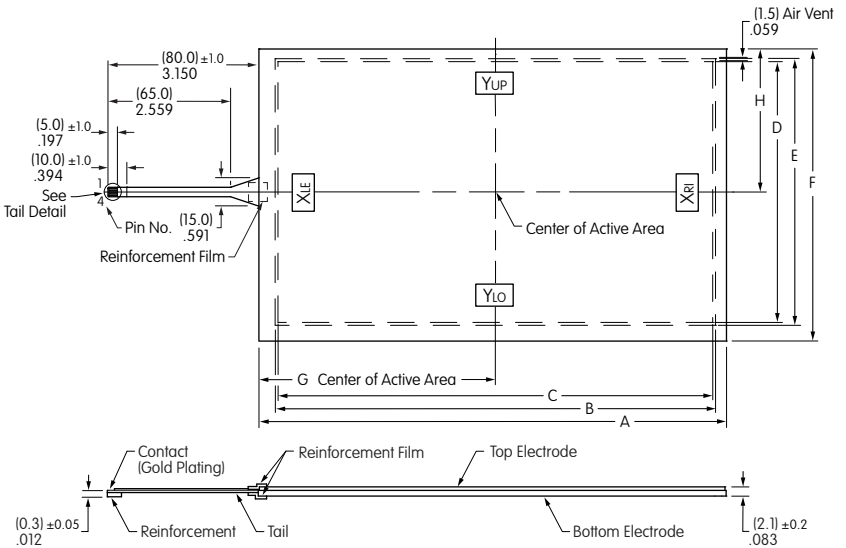 (1.5) Air Vent
.059
(80.0) ±1.0
3.150
(65.0)
2.559
(5.0) ±1.0
.197
(10.0) ±1.0
.394
See
Tail Detail
1
4
Pin No.
(15.0)
.591
Reinforcement Film
YUP
XLE
XRI
YLO
Center of Active Area
H
D
E
F
G Center of Active Area
C
B
A
Contact
(Gold Plating)
Reinforcement Film
Top Electrode
(0.3) ±0.05
.012
Reinforcement
Tail
Bottom Electrode
(2.1) ±0.2
.083